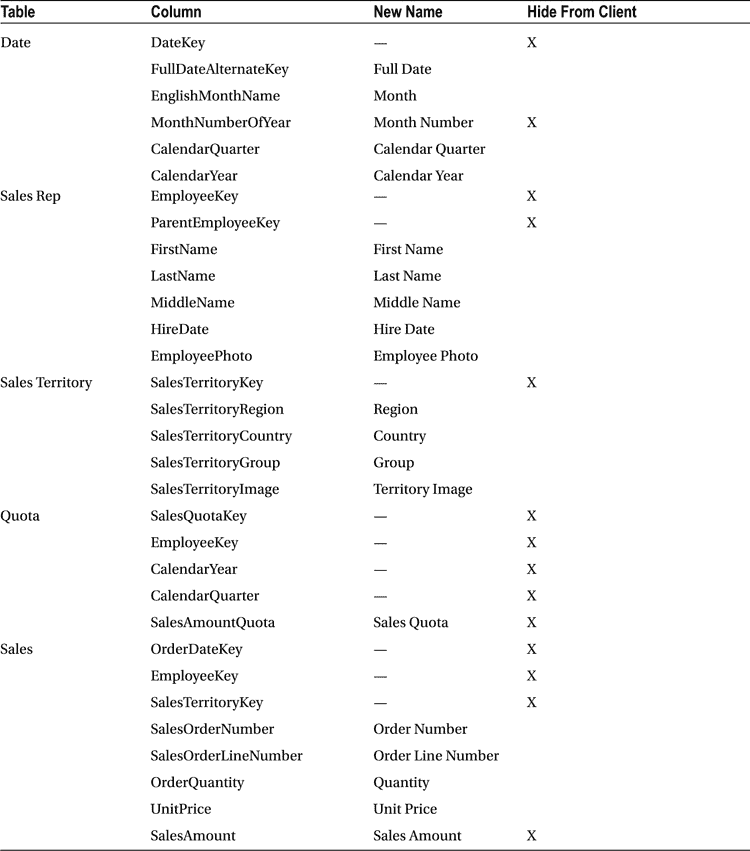 Table Column New Name Hide From Client
Date DateKey — X
FullDateAlternateKey Full Date
EnglishMonthName Month
MonthNumberOfYear Month Number X
CalendarQuarter Calendar Quarter
CalendarYear Calendar Year
Sales Rep EmployeeKey — X
ParentEmployeeKey — X
FirstName First Name
LastName Last Name
MiddleName Middle Name
HireDate Hire Date
EmployeePhoto Employee Photo
Sales Territory SalesTerritoryKey — X
SalesTerritoryRegion Region
SalesTerritoryCountry Country
SalesTerritoryGroup Group
SalesTerritoryImage Territory Image
Quota SalesQuotaKey — X
EmployeeKey — X
CalendarYear — X
CalendarQuarter — X
SalesAmountQuota Sales Quota X
Sales OrderDateKey — X
EmployeeKey — X
SalesTerritoryKey — X
SalesOrderNumber Order Number
SalesOrderLineNumber Order Line Number
OrderQuantity Quantity
UnitPrice Unit Price
SalesAmount Sales Amount X